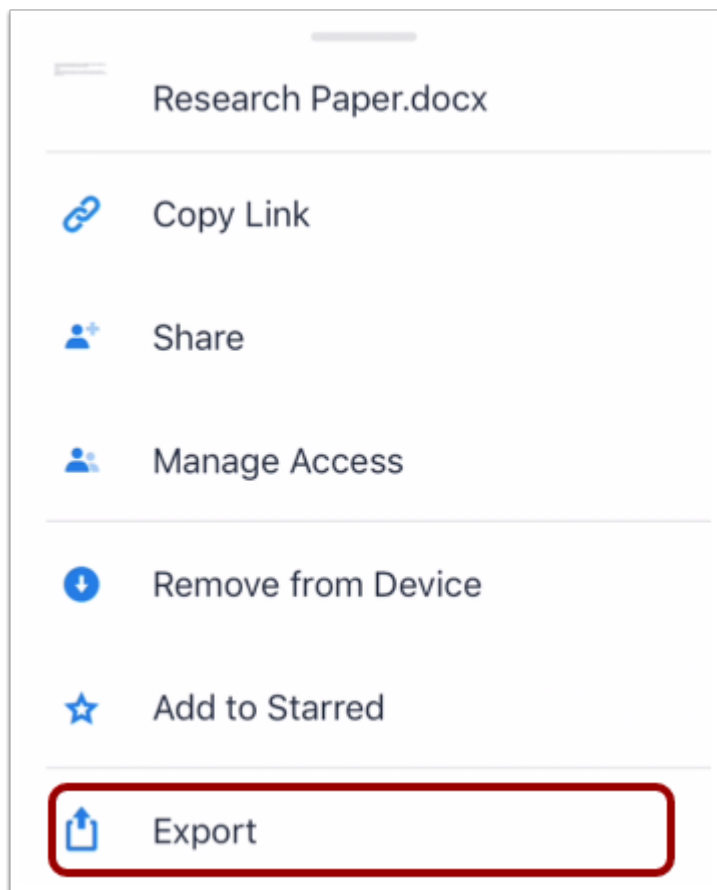 Research Paper.docx
Copy Link
Share
Manage Access
Remove from Device
Add to Starred
Export